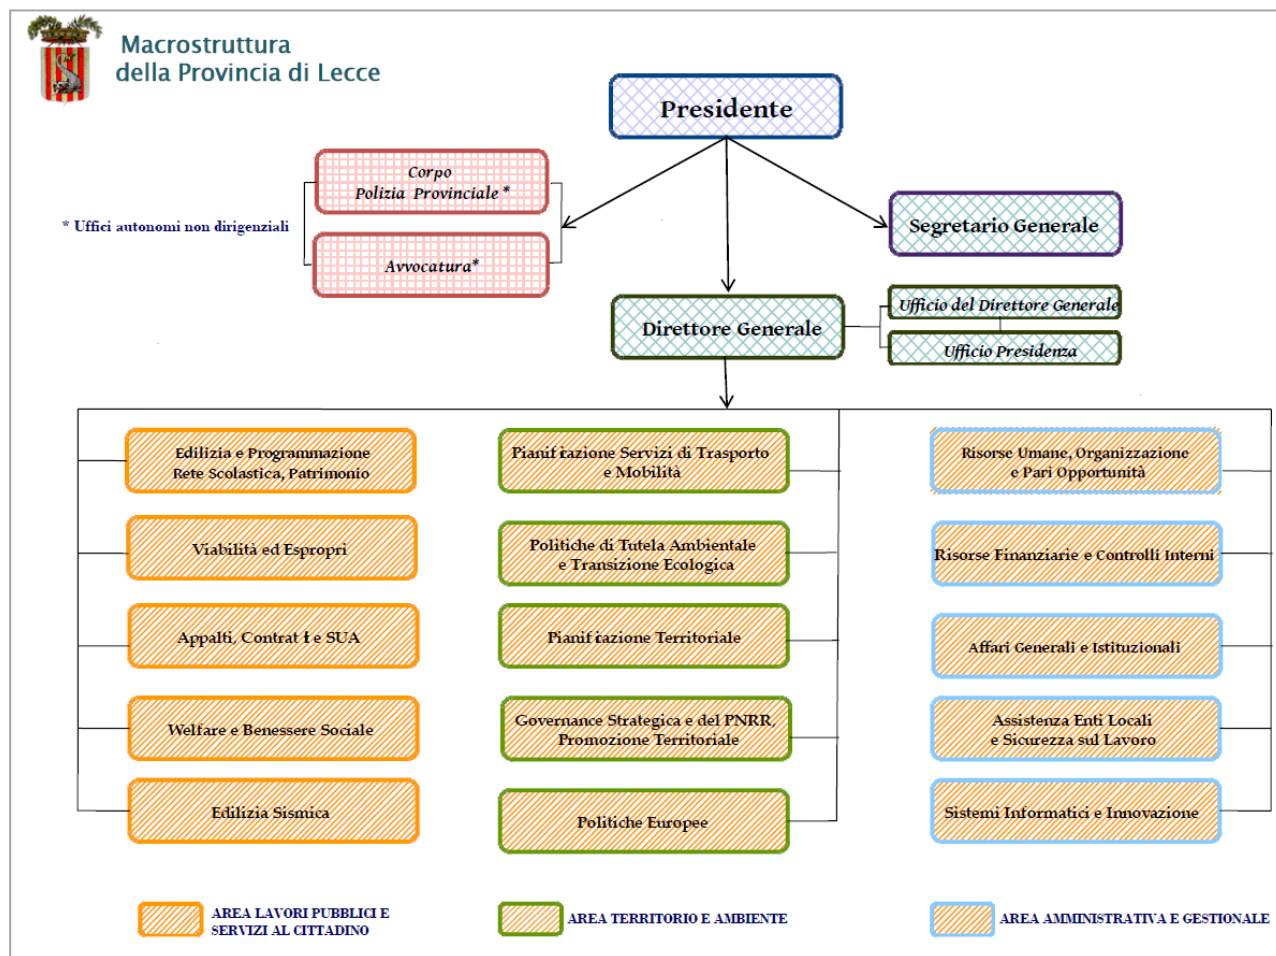 Macrostruttura
della Provincia di Lecce
Presidente
Corpo
Polizia Provinciale *
* Uffici autonomi non dirigenziali
Avvocatura*
Segretario Generale
Direttore Generale
Ufficio del Direttore Generale
Ufficio Presidenza
Edilizia e Programmazione
Rete Scolastica, Patrimonio
Viabilità ed Espropri
Appalti, Contratti e SUA
Welfare e Benessere Sociale
Edilizia Sismica
Pianificazione Servizi di Trasporto
e Mobilità
Politiche di Tutela Ambientale
e Transizione Ecologica
Pianificazione Territoriale
Governance Strategica e del PNRR,
Promozione Territoriale
Politiche Europee
Risorse Umane, Organizzazione
e Pari Opportunità
Risorse Finanziarie e Controlli Interni
Affari Generali e Istituzionali
Assistenza Enti Locali
e Sicurezza sul Lavoro
Sistemi Informatici e Innovazione
AREA LAVORI PUBBLICI E
SERVIZI AL CITTADINO
AREA TERRITORIO E AMBIENTE
AREA AMMINISTRATIVA E GESTIONALE